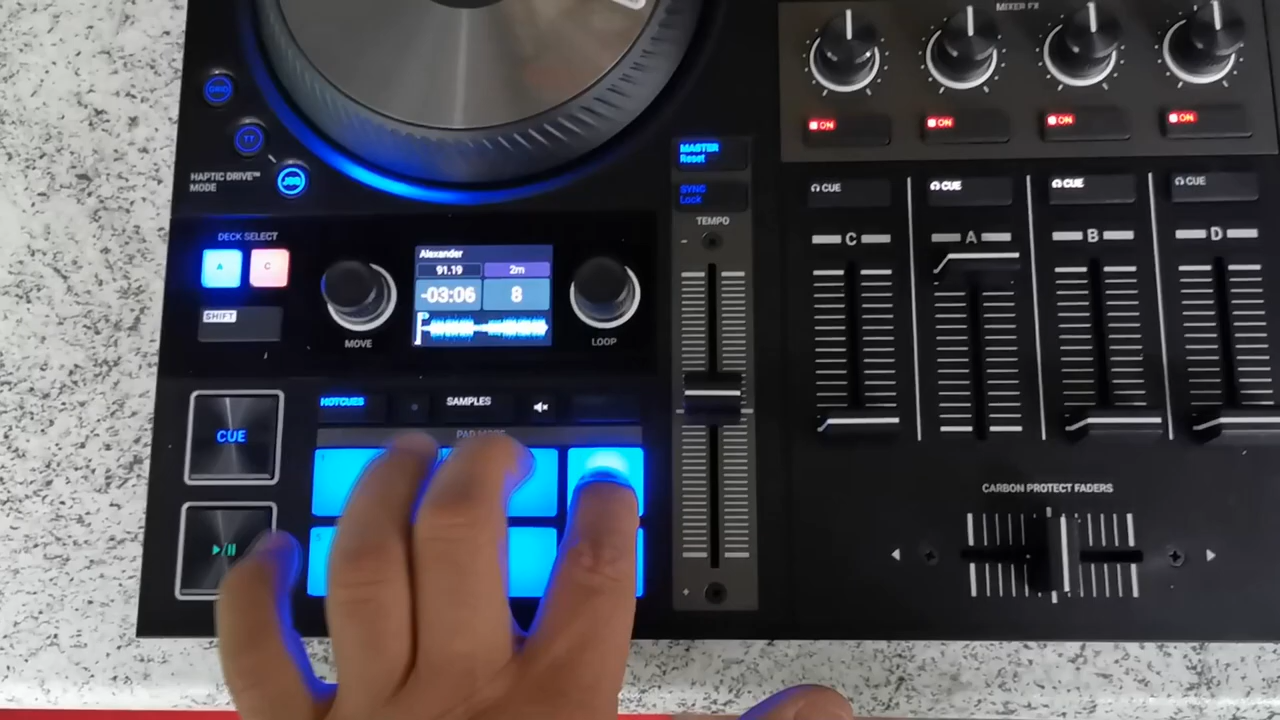 MIXER FX
GRID
TT
HAPTIC DRIVE™
MODE
JOG
ON
ON
ON
ON
MASTER
Reset
SYNC
Lock
TEMPO
CUE
CUE
CUE
CUE
C
A
B
D
DECK SELECT
A
C
SHIFT
MOVE
Alexander
91.19
2m
-03:06
8
LOOP
HOTCUES
SAMPLES
CUE
CARBON PROTECT FADERS